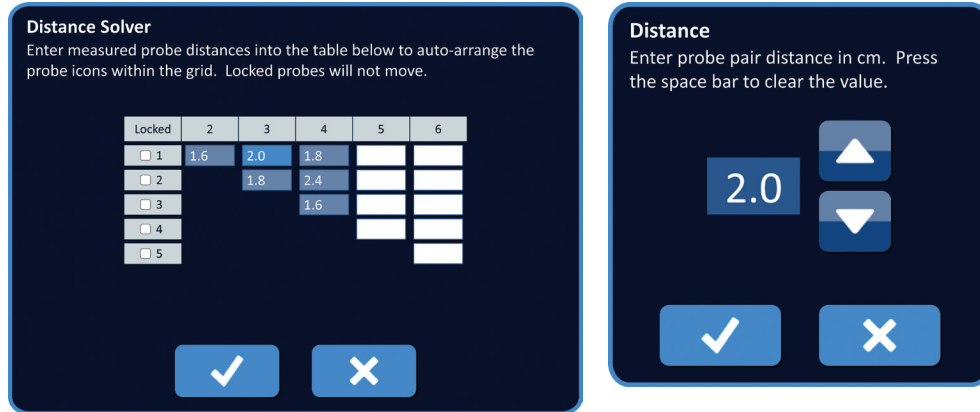 Distance Solver
Enter measured probe distances into the table below to auto-arrange the
probe icons within the grid. Locked probes will not move.
Locked 2 3 4 5 6
1 1.6 2.0 1.8
2 1.8 2.4
3 1.6
4
5
Distance
Enter probe pair distance in cm. Press
the space bar to clear the value.
2.0